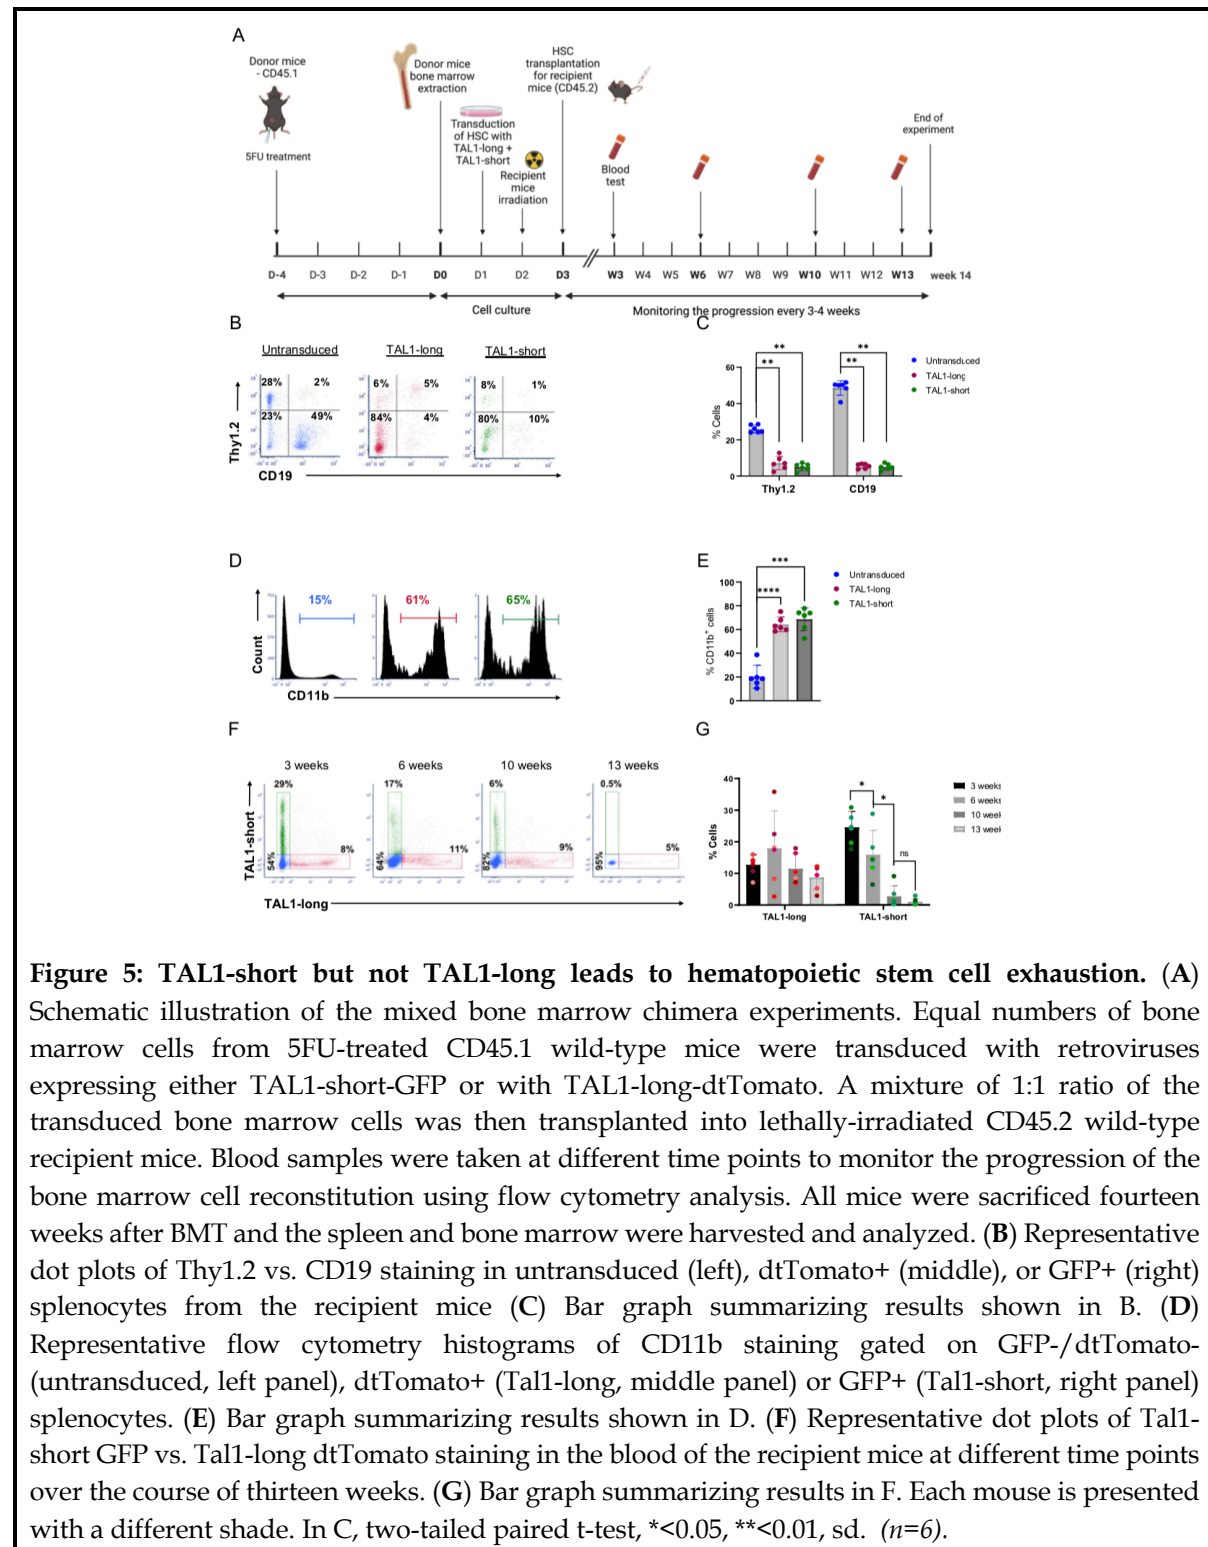 A
Donor mice
- CD45.1
5FU treatment
Donor mice
bone marrow
extraction
Transduction
of HSC with
TAL1-long +
TAL1-short
Recipient
mice
irradiation
HSC
transplantation
for recipient
mice (CD45.2)
Blood
test
End of
experiment
D-4 D-3 D-2 D-1 D0 D1 D2 D3 W3 W4 W5 W6 W7 W8 W9 W10 W11 W12 W13 week 14
Cell culture
Monitoring the progression every 3-4 weeks
B
Untransduced TAL1-long TAL1-short
28% 2% 6% 5% 8% 1%
23% 49% 84% 4% 80% 10%
Thy1.2
CD19
C
** **
** **
% Cells
60
40
20
0
Thy1.2 CD19
Untransduced
TAL1-long
TAL1-short
D
15% 61% 65%
Count
CD11b
E
***
****
% CD11b+ cells
100
80
60
40
20
0
Untransduced
TAL1-long
TAL1-short
F
3 weeks 6 weeks 10 weeks 13 weeks
29% 17% 6% 0.5%
8% 11% 9% 5%
54% 64% 82% 95%
TAL1-short
TAL1-long
G
* *
ns
% Cells
40
30
20
10
0
TAL1-long TAL1-short
3 weeks
6 weeks
10 week
13 week
Figure 5: TAL1-short but not TAL1-long leads to hematopoietic stem cell exhaustion. (A)
Schematic illustration of the mixed bone marrow chimera experiments. Equal numbers of bone
marrow cells from 5FU-treated CD45.1 wild-type mice were transduced with retroviruses
expressing either TAL1-short-GFP or with TAL1-long-dtTomato. A mixture of 1:1 ratio of the
transduced bone marrow cells was then transplanted into lethally-irradiated CD45.2 wild-type
recipient mice. Blood samples were taken at different time points to monitor the progression of the
bone marrow cell reconstitution using flow cytometry analysis. All mice were sacrificed fourteen
weeks after BMT and the spleen and bone marrow were harvested and analyzed. (B) Representative
dot plots of Thy1.2 vs. CD19 staining in untransduced (left), dtTomato+ (middle), or GFP+ (right)
splenocytes from the recipient mice (C) Bar graph summarizing results shown in B. (D)
Representative flow cytometry histograms of CD11b staining gated on GFP-/dtTomato-
(untransduced, left panel), dtTomato+ (Tal1-long, middle panel) or GFP+ (Tal1-short, right panel)
splenocytes. (E) Bar graph summarizing results shown in D. (F) Representative dot plots of Tal1-
short GFP vs. Tal1-long dtTomato staining in the blood of the recipient mice at different time points
over the course of thirteen weeks. (G) Bar graph summarizing results in F. Each mouse is presented
with a different shade. In C, two-tailed paired t-test, *<0.05, **<0.01, sd. (n=6).